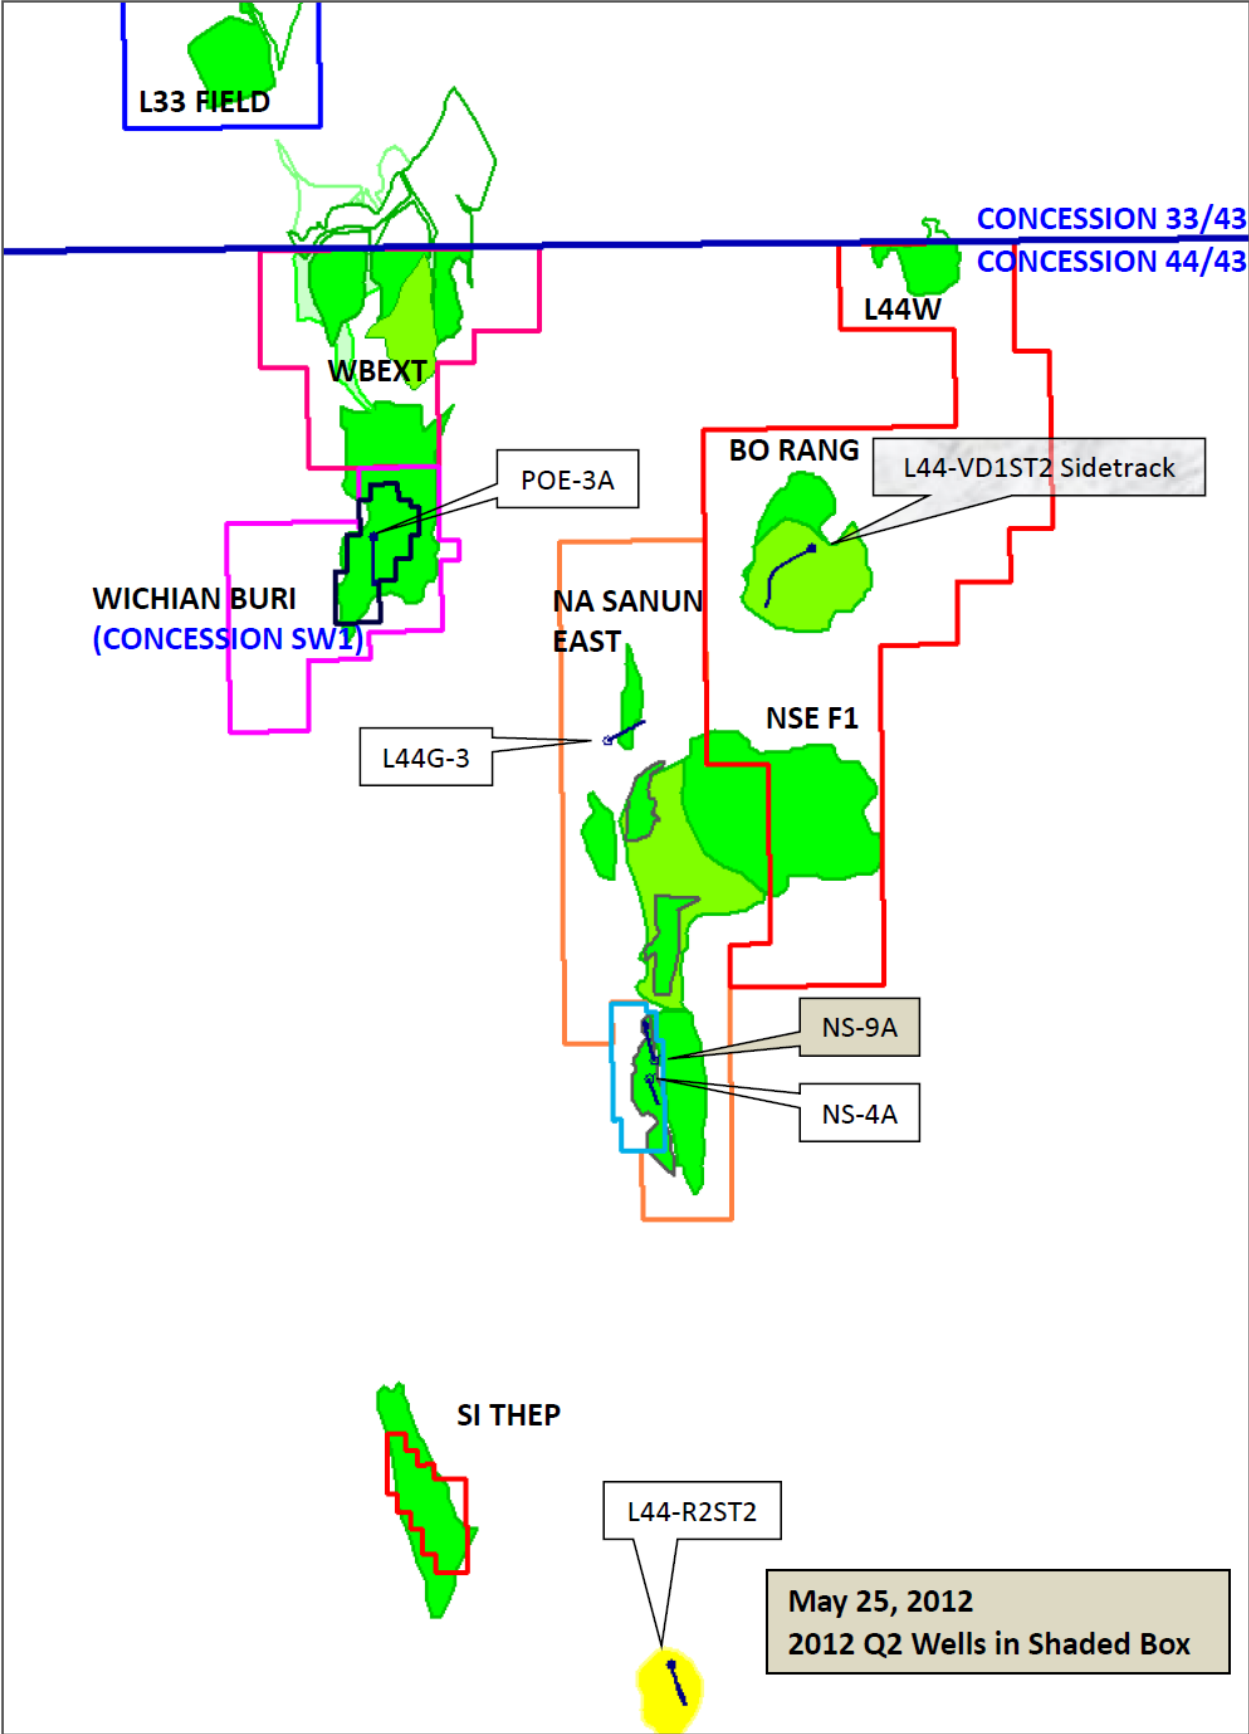 L33 FIELD
CONCESSION 33/43
CONCESSION 44/43
L44W
WBEXT
BO RANG
L44-VD1ST2 Sidetrack
POE-3A
WICHIAN BURI
(CONCESSION SW1)
NA SANUN
EAST
NSE F1
L44G-3
NS-9A
NS-4A
SI THEP
L44-R2ST2
May 25, 2012
2012 Q2 Wells in Shaded Box